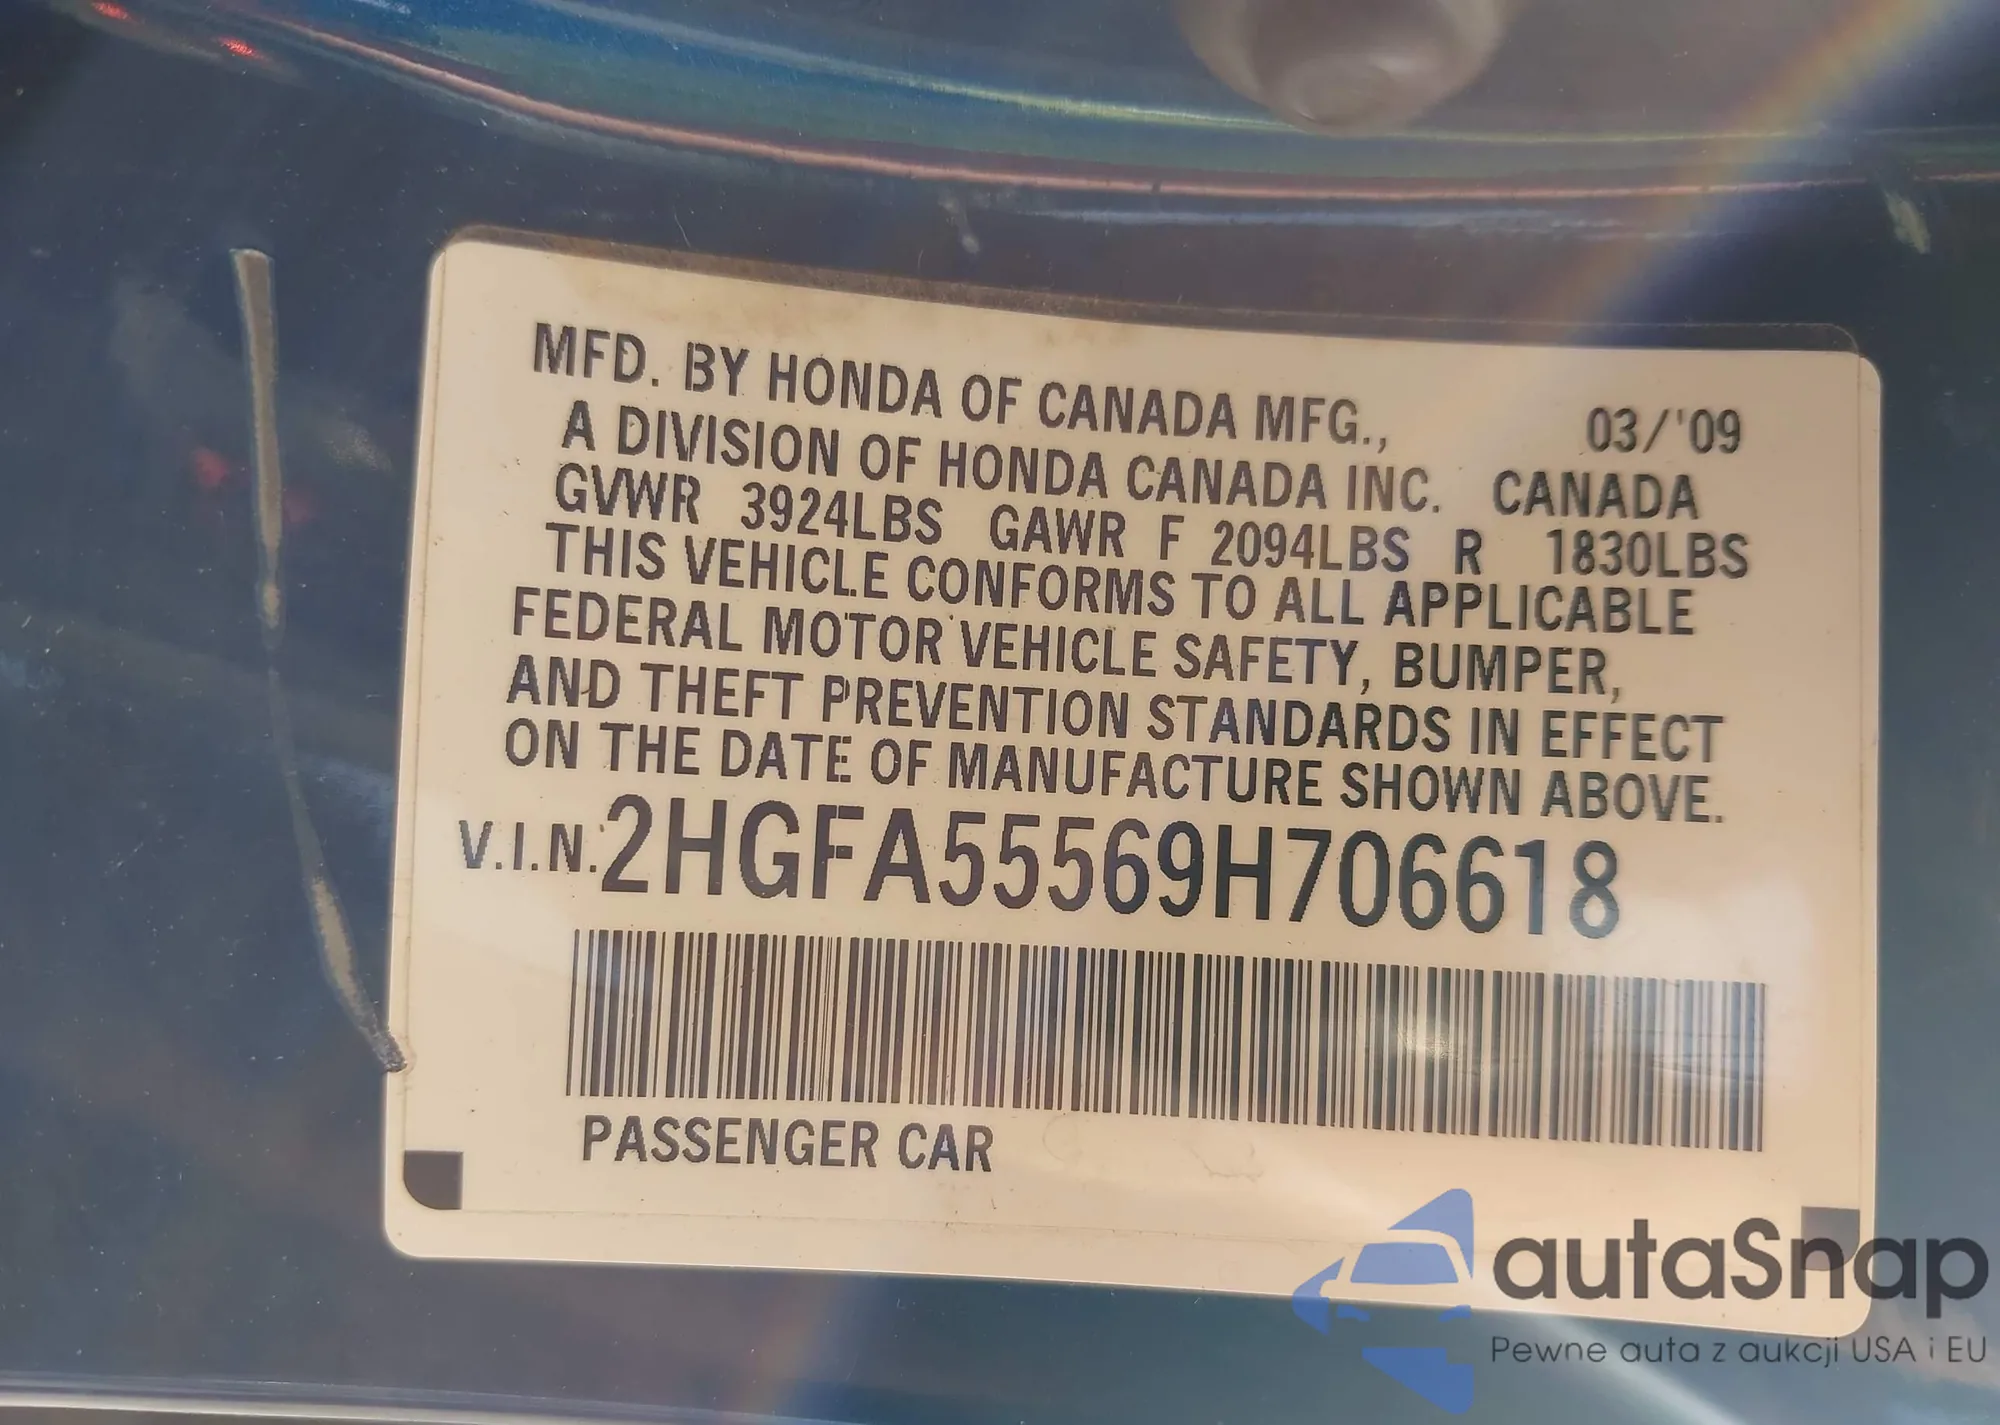 MFD. BY HONDA OF CANADA MFG., 03/'09
A DIVISION OF HONDA CANADA INC. CANADA
GVWR 3924LBS GAWR F 2094LBS R 1830LBS
THIS VEHICLE CONFORMS TO ALL APPLICABLE
FEDERAL MOTOR VEHICLE SAFETY, BUMPER,
AND THEFT PREVENTION STANDARDS IN EFFECT
ON THE DATE OF MANUFACTURE SHOWN ABOVE.
V.I.N. 2HGFA55569H706618
PASSENGER CAR
autaSnap
Pewne auta z aukcji USA i EU